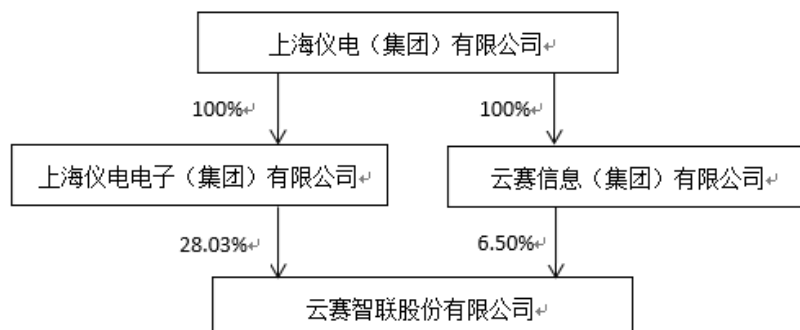 上海仪电（集团）有限公司
100%
100%
上海仪电电子（集团）有限公司
云赛信息（集团）有限公司
28.03%
6.50%
云赛智联股份有限公司